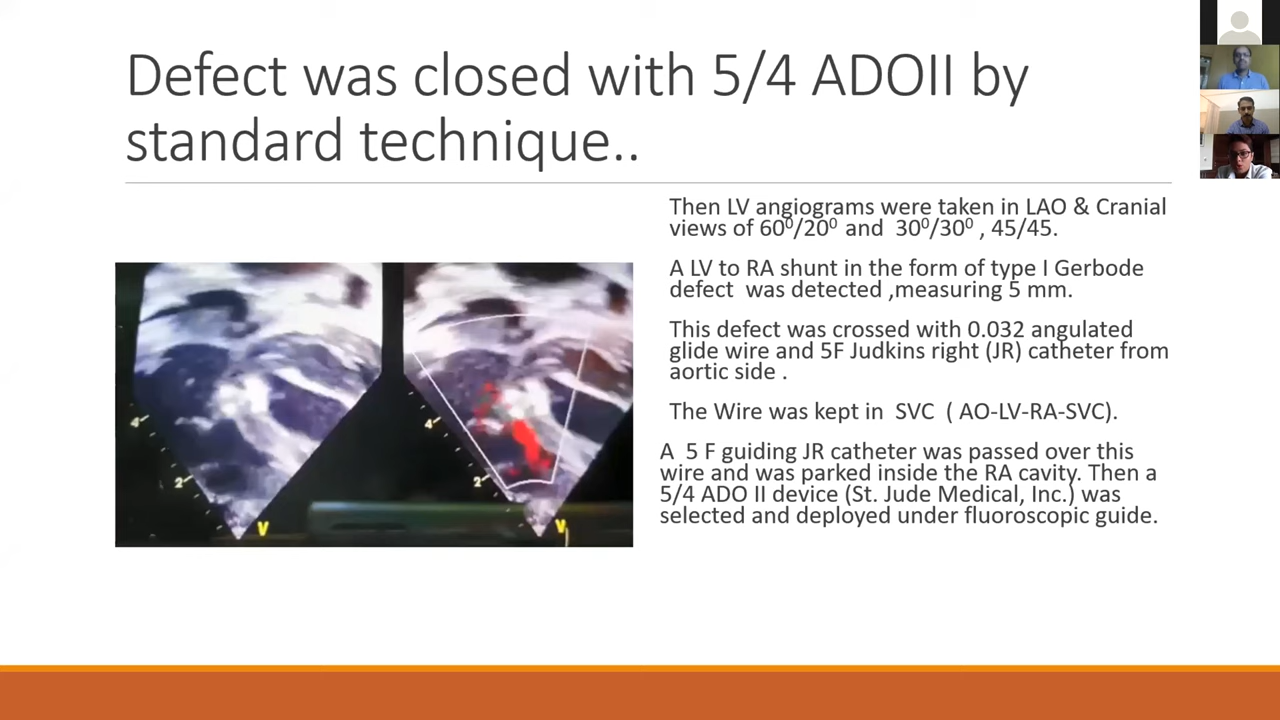 Defect was closed with 5/4 ADOII by
standard technique..
Then LV angiograms were taken in LAO & Cranial
views of 60⁰/20⁰ and 30⁰/30⁰ , 45/45.
A LV to RA shunt in the form of type I Gerbode
defect was detected ,measuring 5 mm.
This defect was crossed with 0.032 angulated
glide wire and 5F Judkins right (JR) catheter from
aortic side .
The Wire was kept in SVC ( AO-LV-RA-SVC).
A 5 F guiding JR catheter was passed over this
wire and was parked inside the RA cavity. Then a
5/4 ADO II device (St. Jude Medical, Inc.) was
selected and deployed under fluoroscopic guide.
4
2
V
4
2
V